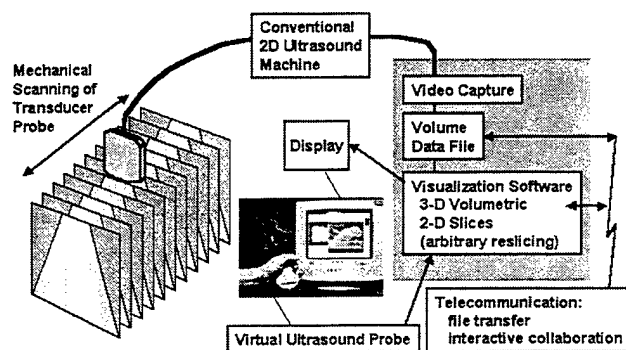 Conventional
2D Ultrasound
Machine
Mechanical
Scanning of
Transducer
Probe
Video Capture
Volume
Data File
Display
Visualization Software
3-D Volumetric
2-D Slices
(arbitrary reslicing)
Virtual Ultrasound Probe
Telecommunication:
file transfer
interactive collaboration